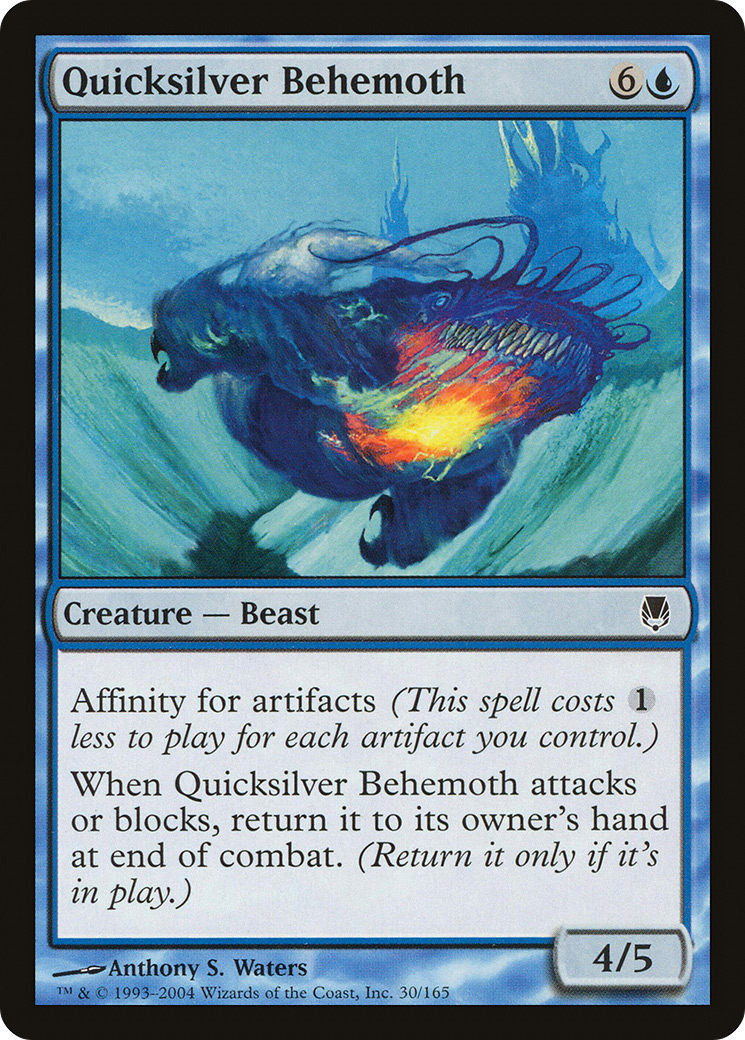 Quicksilver Behemoth 6
Creature — Beast
Affinity for artifacts (This spell costs 1
less to play for each artifact you control.)
When Quicksilver Behemoth attacks
or blocks, return it to its owner's hand
at end of combat. (Return it only if it's
in play.)
4/5
Anthony S. Waters
™ & © 1993–2004 Wizards of the Coast, Inc. 30/165